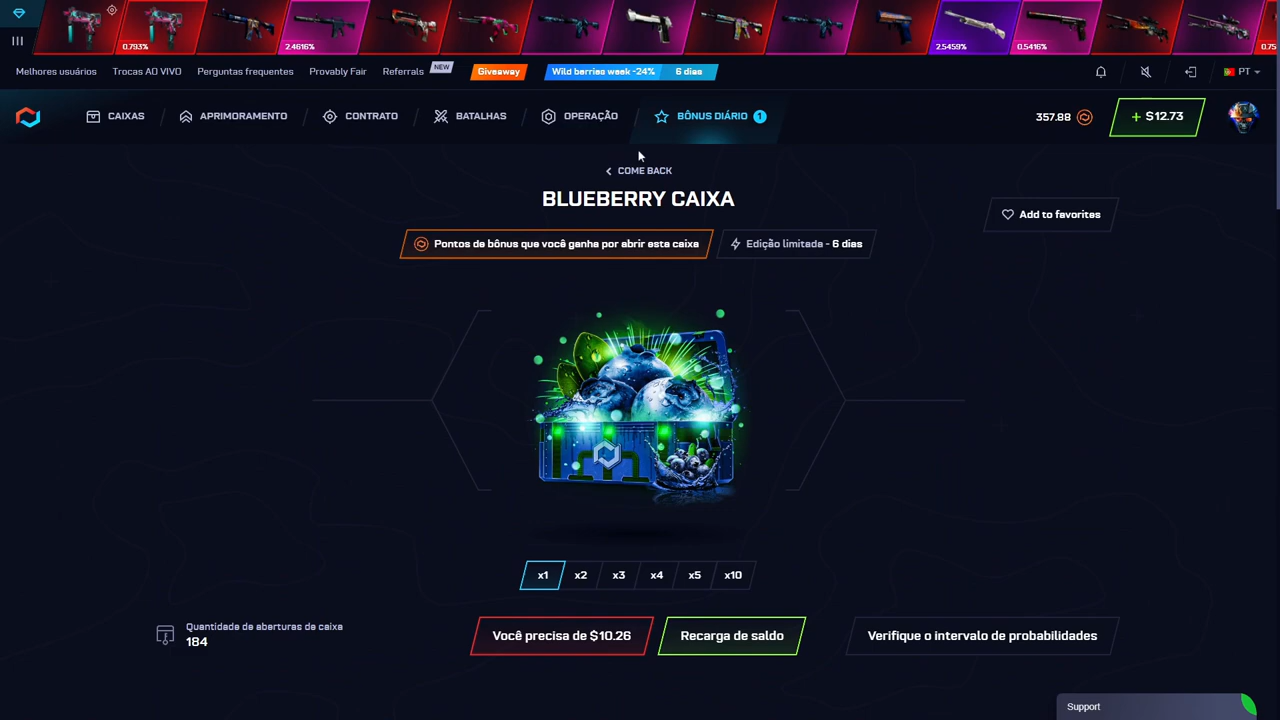 0.793%
2.4616%
2.5459%
0.5416%
0.75
Melhores usuários
Trocas AO VIVO
Perguntas frequentes
Provably Fair
Referrals
NEW
Giveaway
Wild berries week -24%
6 dias
PT
CAIXAS
APRIMORAMENTO
CONTRATO
BATALHAS
OPERAÇÃO
BÔNUS DIÁRIO 1
357.88
+ $12.73
COME BACK
BLUEBERRY CAIXA
Add to favorites
Pontos de bônus que você ganha por abrir esta caixa
Edição limitada - 6 dias
x1
x2
x3
x4
x5
x10
Quantidade de aberturas de caixa
184
Você precisa de $10.26
Recarga de saldo
Verifique o intervalo de probabilidades
Support